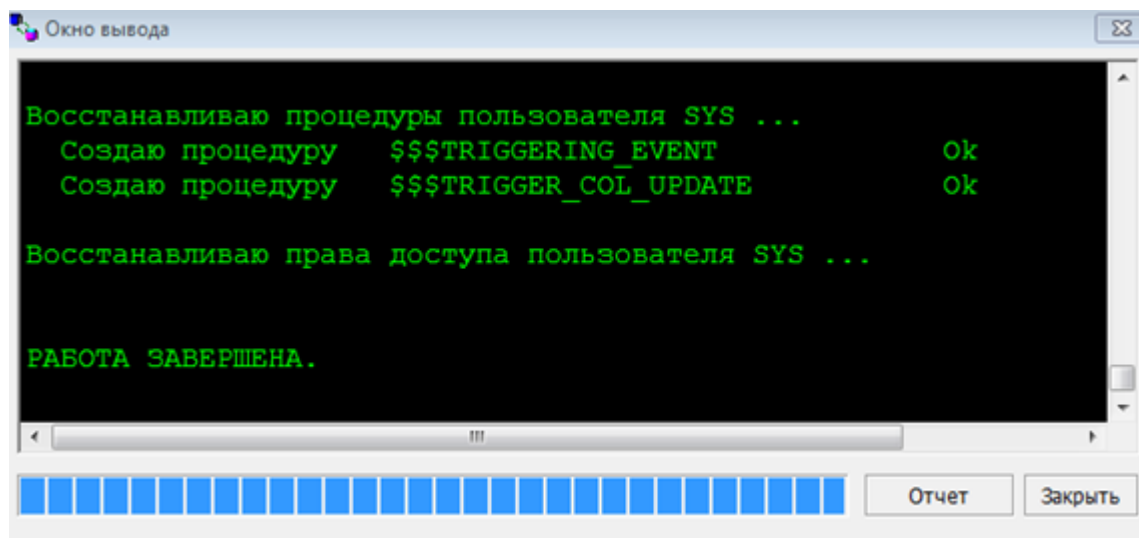 Окно вывода
Восстанавливаю процедуры пользователя SYS ...
Создаю процедуру $$$TRIGGERING_EVENT Ok
Создаю процедуру $$$TRIGGER_COL_UPDATE Ok
Восстанавливаю права доступа пользователя SYS ...
РАБОТА ЗАВЕРШЕНА.
Отчет Закрыть